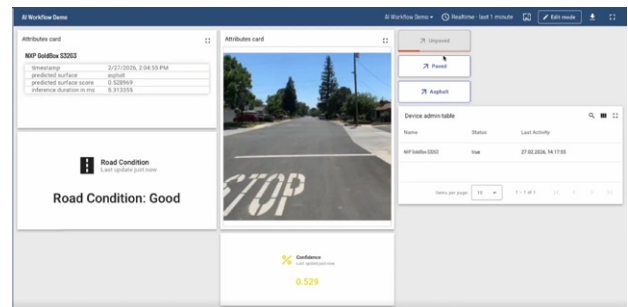 AI Workflow Demo
AI Workflow Demo
Realtime - last 1 minute
Edit mode
Attributes card
NXP GoldBox S32G3
timestamp 2/27/2026, 2:04:55 PM
predicted surface asphalt
predicted surface score 0.528969
inference duration in ms 5.313255
Road Condition
Last update just now
Road Condition: Good
Attributes card
STOP
Confidence
Last update just now
0.529
Unpaved
Paved
Asphalt
Device admin table
Name Status Last Activity
NXP GoldBox S32G3 true 27.02.2026, 14:17:55
Items per page: 10 1 – 1 of 1